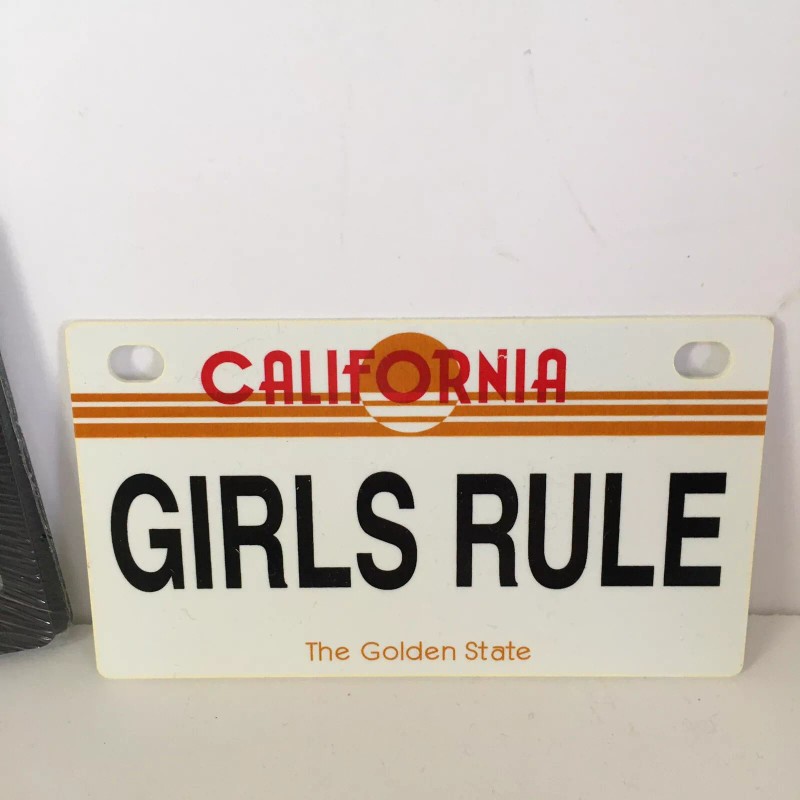 CALIFORNIA
GIRLS RULE
The Golden State